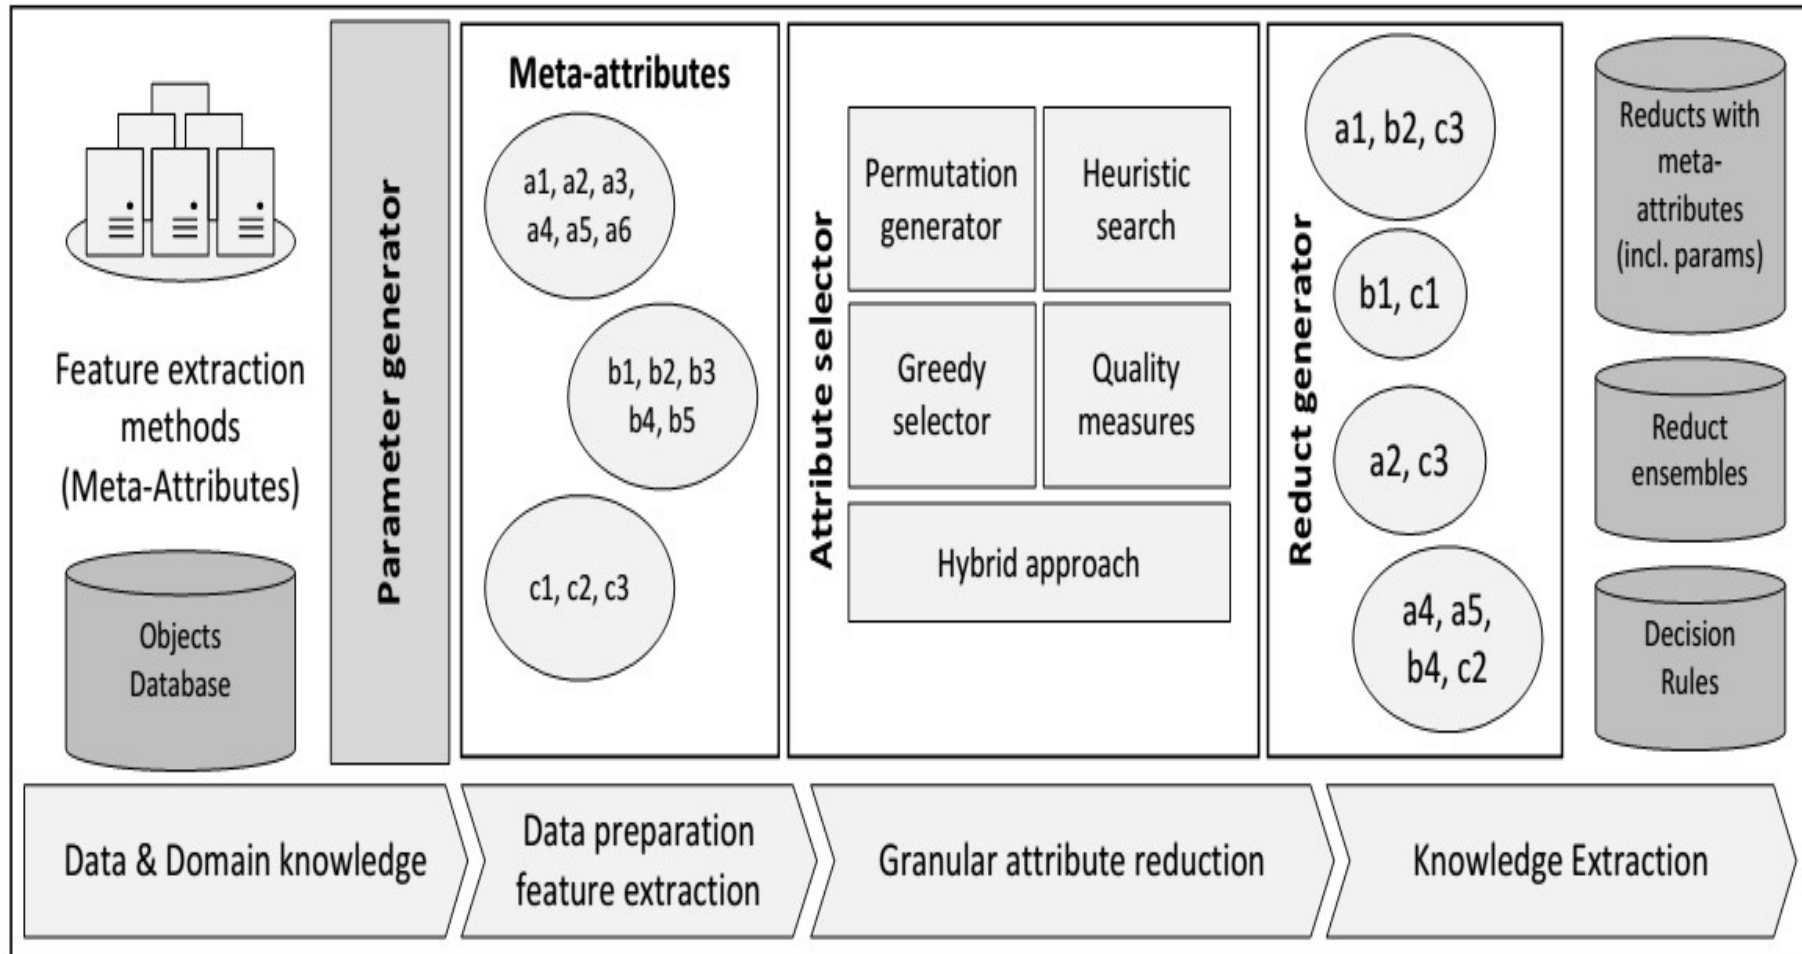 Feature extraction
methods
(Meta-Attributes)
Objects
Database
Parameter generator
Meta-attributes
a1, a2, a3,
a4, a5, a6
b1, b2, b3
b4, b5
c1, c2, c3
Attribute selector
Permutation
generator
Heuristic
search
Greedy
selector
Quality
measures
Hybrid approach
Reduct generator
a1, b2, c3
b1, c1
a2, c3
a4, a5,
b4, c2
Reducts with
meta-
attributes
(incl. params)
Reduct
ensembles
Decision
Rules
Data & Domain knowledge
Data preparation
feature extraction
Granular attribute reduction
Knowledge Extraction